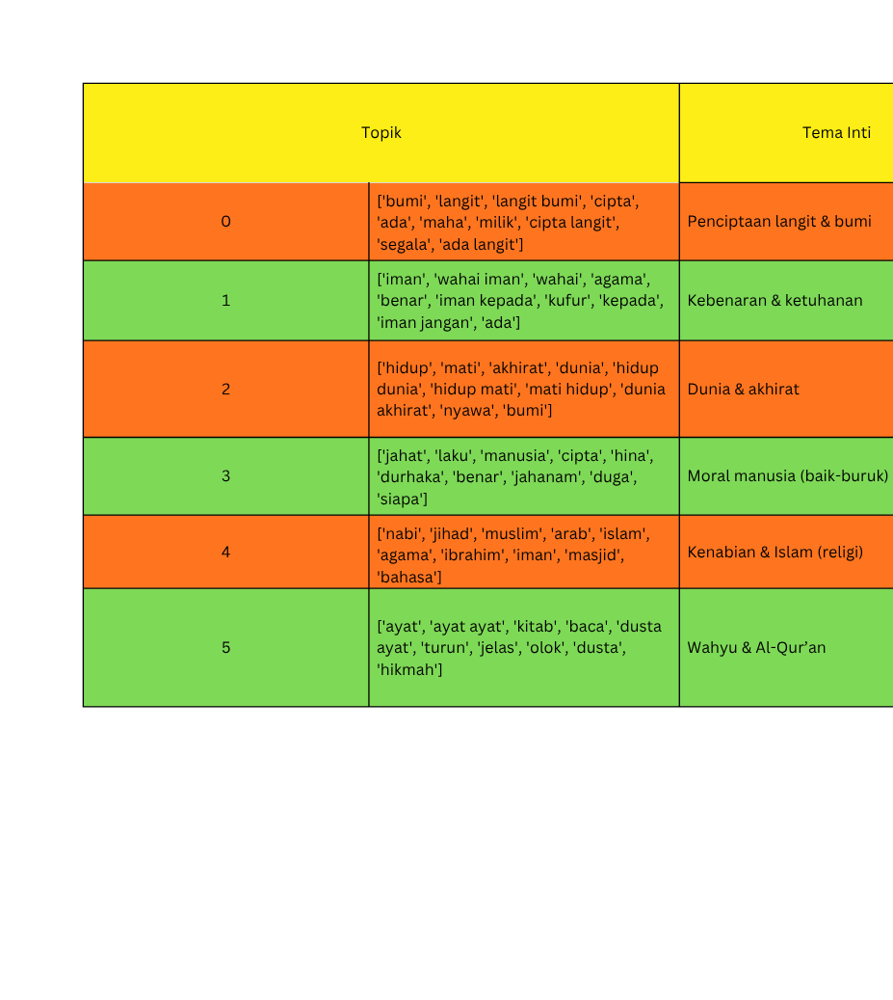 Topik
Tema Inti
0
['bumi', 'langit', 'langit bumi', 'cipta',
'ada', 'maha', 'milik', 'cipta langit',
'segala', 'ada langit']
Penciptaan langit & bumi
1
['iman', 'wahai iman', 'wahai', 'agama',
'benar', 'iman kepada', 'kufur', 'kepada',
'iman jangan', 'ada']
Kebenaran & ketuhanan
2
['hidup', 'mati', 'akhirat', 'dunia', 'hidup
dunia', 'hidup mati', 'mati hidup', 'dunia
akhirat', 'nyawa', 'bumi']
Dunia & akhirat
3
['jahat', 'laku', 'manusia', 'cipta', 'hina',
'durhaka', 'benar', 'jahanam', 'duga',
'siapa']
Moral manusia (baik-buruk)
4
['nabi', 'jihad', 'muslim', 'arab', 'islam',
'agama', 'ibrahim', 'iman', 'masjid',
'bahasa']
Kenabian & Islam (religi)
5
['ayat', 'ayat ayat', 'kitab', 'baca', 'dusta
ayat', 'turun', 'jelas', 'olok', 'dusta',
'hikmah']
Wahyu & Al-Qur’an